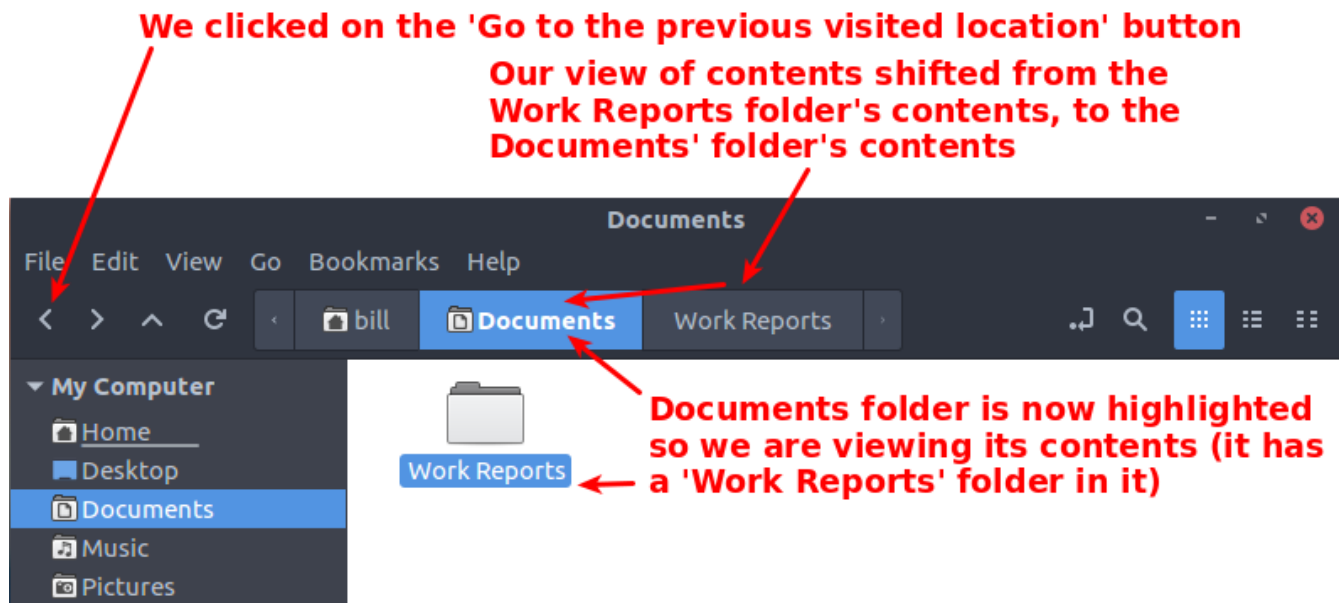 We clicked on the 'Go to the previous visited location' button
Our view of contents shifted from the
Work Reports folder's contents, to the
Documents' folder's contents
Documents
File Edit View Go Bookmarks Help
bill Documents Work Reports
My Computer
Home
Desktop
Documents
Music
Pictures
Work Reports
Documents folder is now highlighted
so we are viewing its contents (it has
a 'Work Reports' folder in it)